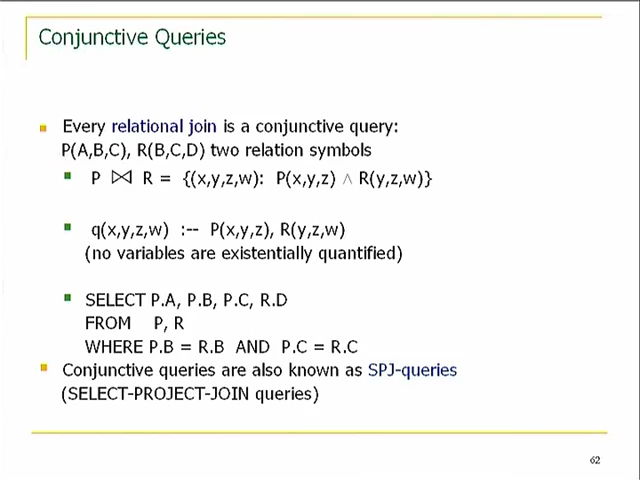 Conjunctive Queries
Every relational join is a conjunctive query:
P(A,B,C), R(B,C,D) two relation symbols
P ⋈ R = {(x,y,z,w): P(x,y,z) ∧ R(y,z,w)}
q(x,y,z,w) :-- P(x,y,z), R(y,z,w)
(no variables are existentially quantified)
SELECT P.A, P.B, P.C, R.D
FROM P, R
WHERE P.B = R.B AND P.C = R.C
Conjunctive queries are also known as SPJ-queries
(SELECT-PROJECT-JOIN queries)
62